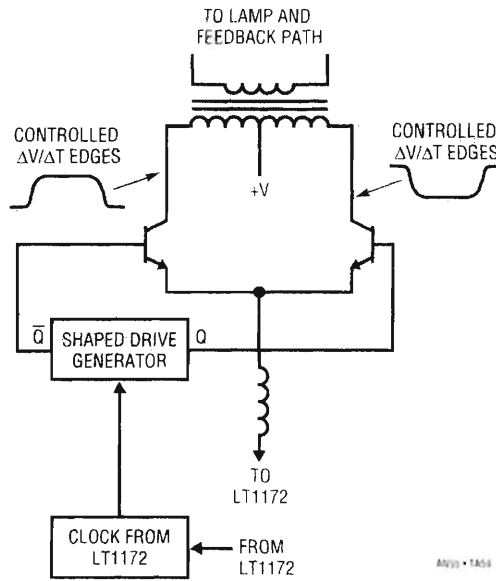 TO LAMP AND
FEEDBACK PATH
CONTROLLED
ΔV/ΔT EDGES
CONTROLLED
ΔV/ΔT EDGES
+V
Q̅
SHAPED DRIVE
GENERATOR
Q
TO
LT1172
CLOCK FROM
LT1172
FROM
LT1172